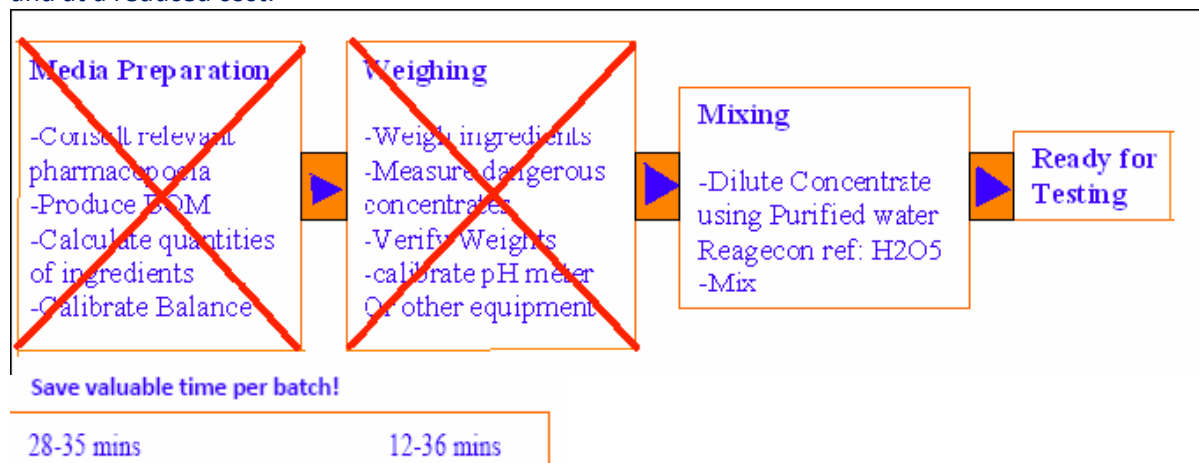 and at a reduced cost.
Media Preparation
-Consult relevant
pharmacopoeia
-Produce BOM
-Calculate quantities
of ingredients
-Calibrate Balance
Weighing
-Weigh ingredients
-Measure dangerous
concentrates
-Verify Weights
-calibrate pH meter
Or other equipment
Mixing
-Dilute Concentrate
using Purified water
Reagecon ref: H2O5
-Mix
Ready for
Testing
Save valuable time per batch!
28-35 mins
12-36 mins